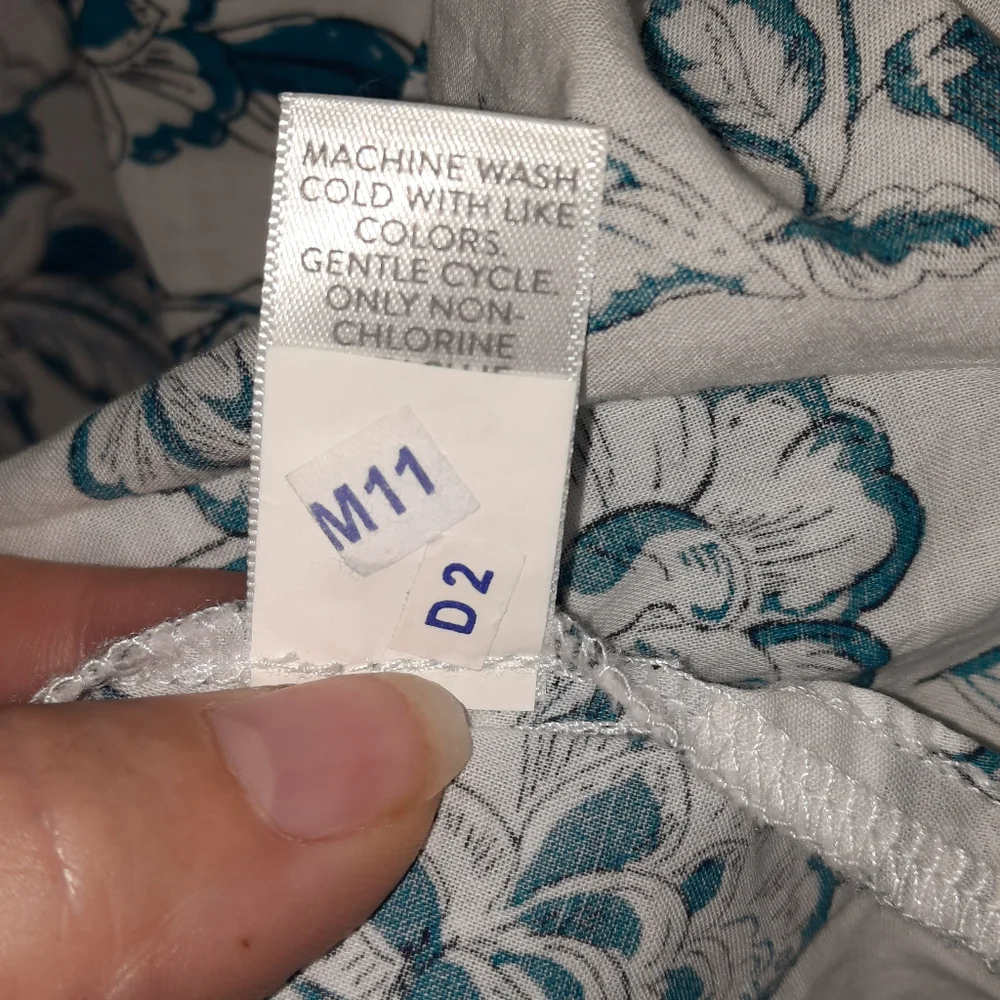 MACHINE WASH
COLD WITH LIKE
COLORS.
GENTLE CYCLE.
ONLY NON-
CHLORINE
M11
D2